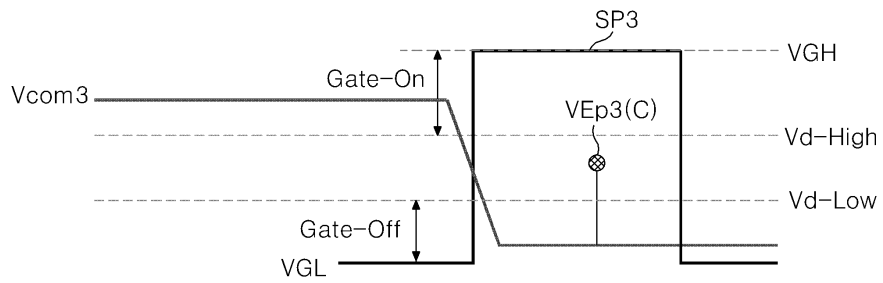 SP3
VGH
Gate-On
Vcom3
VEp3(C)
Vd-High
Vd-Low
Gate-Off
VGL